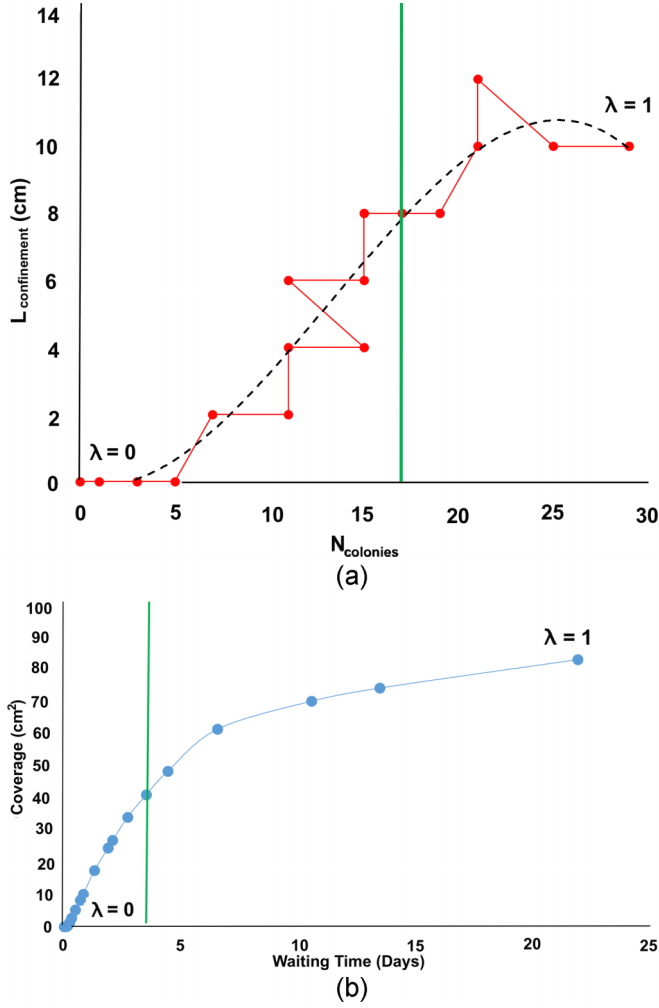 14
12
10
8
6
4
2
0
L confinement (cm)
λ = 0
λ = 1
0 5 10 15 20 25 30
N colonies
(a)
100
90
80
70
60
50
40
30
20
10
0
Coverage (cm²)
λ = 0
λ = 1
0 5 10 15 20 25
Waiting Time (Days)
(b)